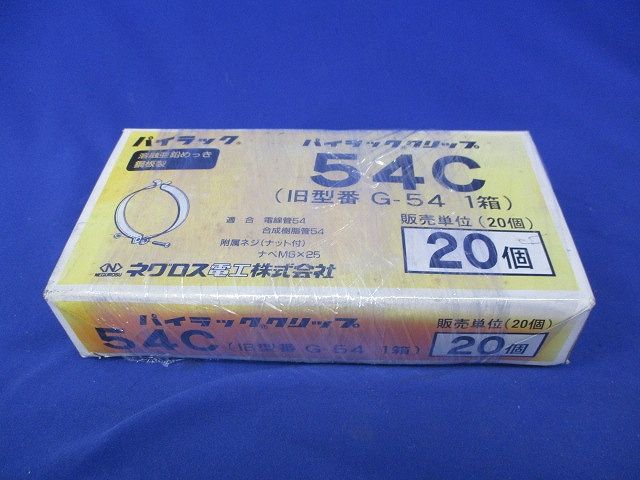 パイラック®
パイラッククリップ
溶融亜鉛めっき
鋼板製
54C
(旧型番 G-54 1箱)
適合 電線管54
合成樹脂管54
附属ネジ(ナット付)
ナベM6×25
販売単位(20個)
20個
NEGUROSU
ネグロス電工株式会社
パイラッククリップ
54C(旧型番 G-54 1箱)
販売単位(20個)
20個